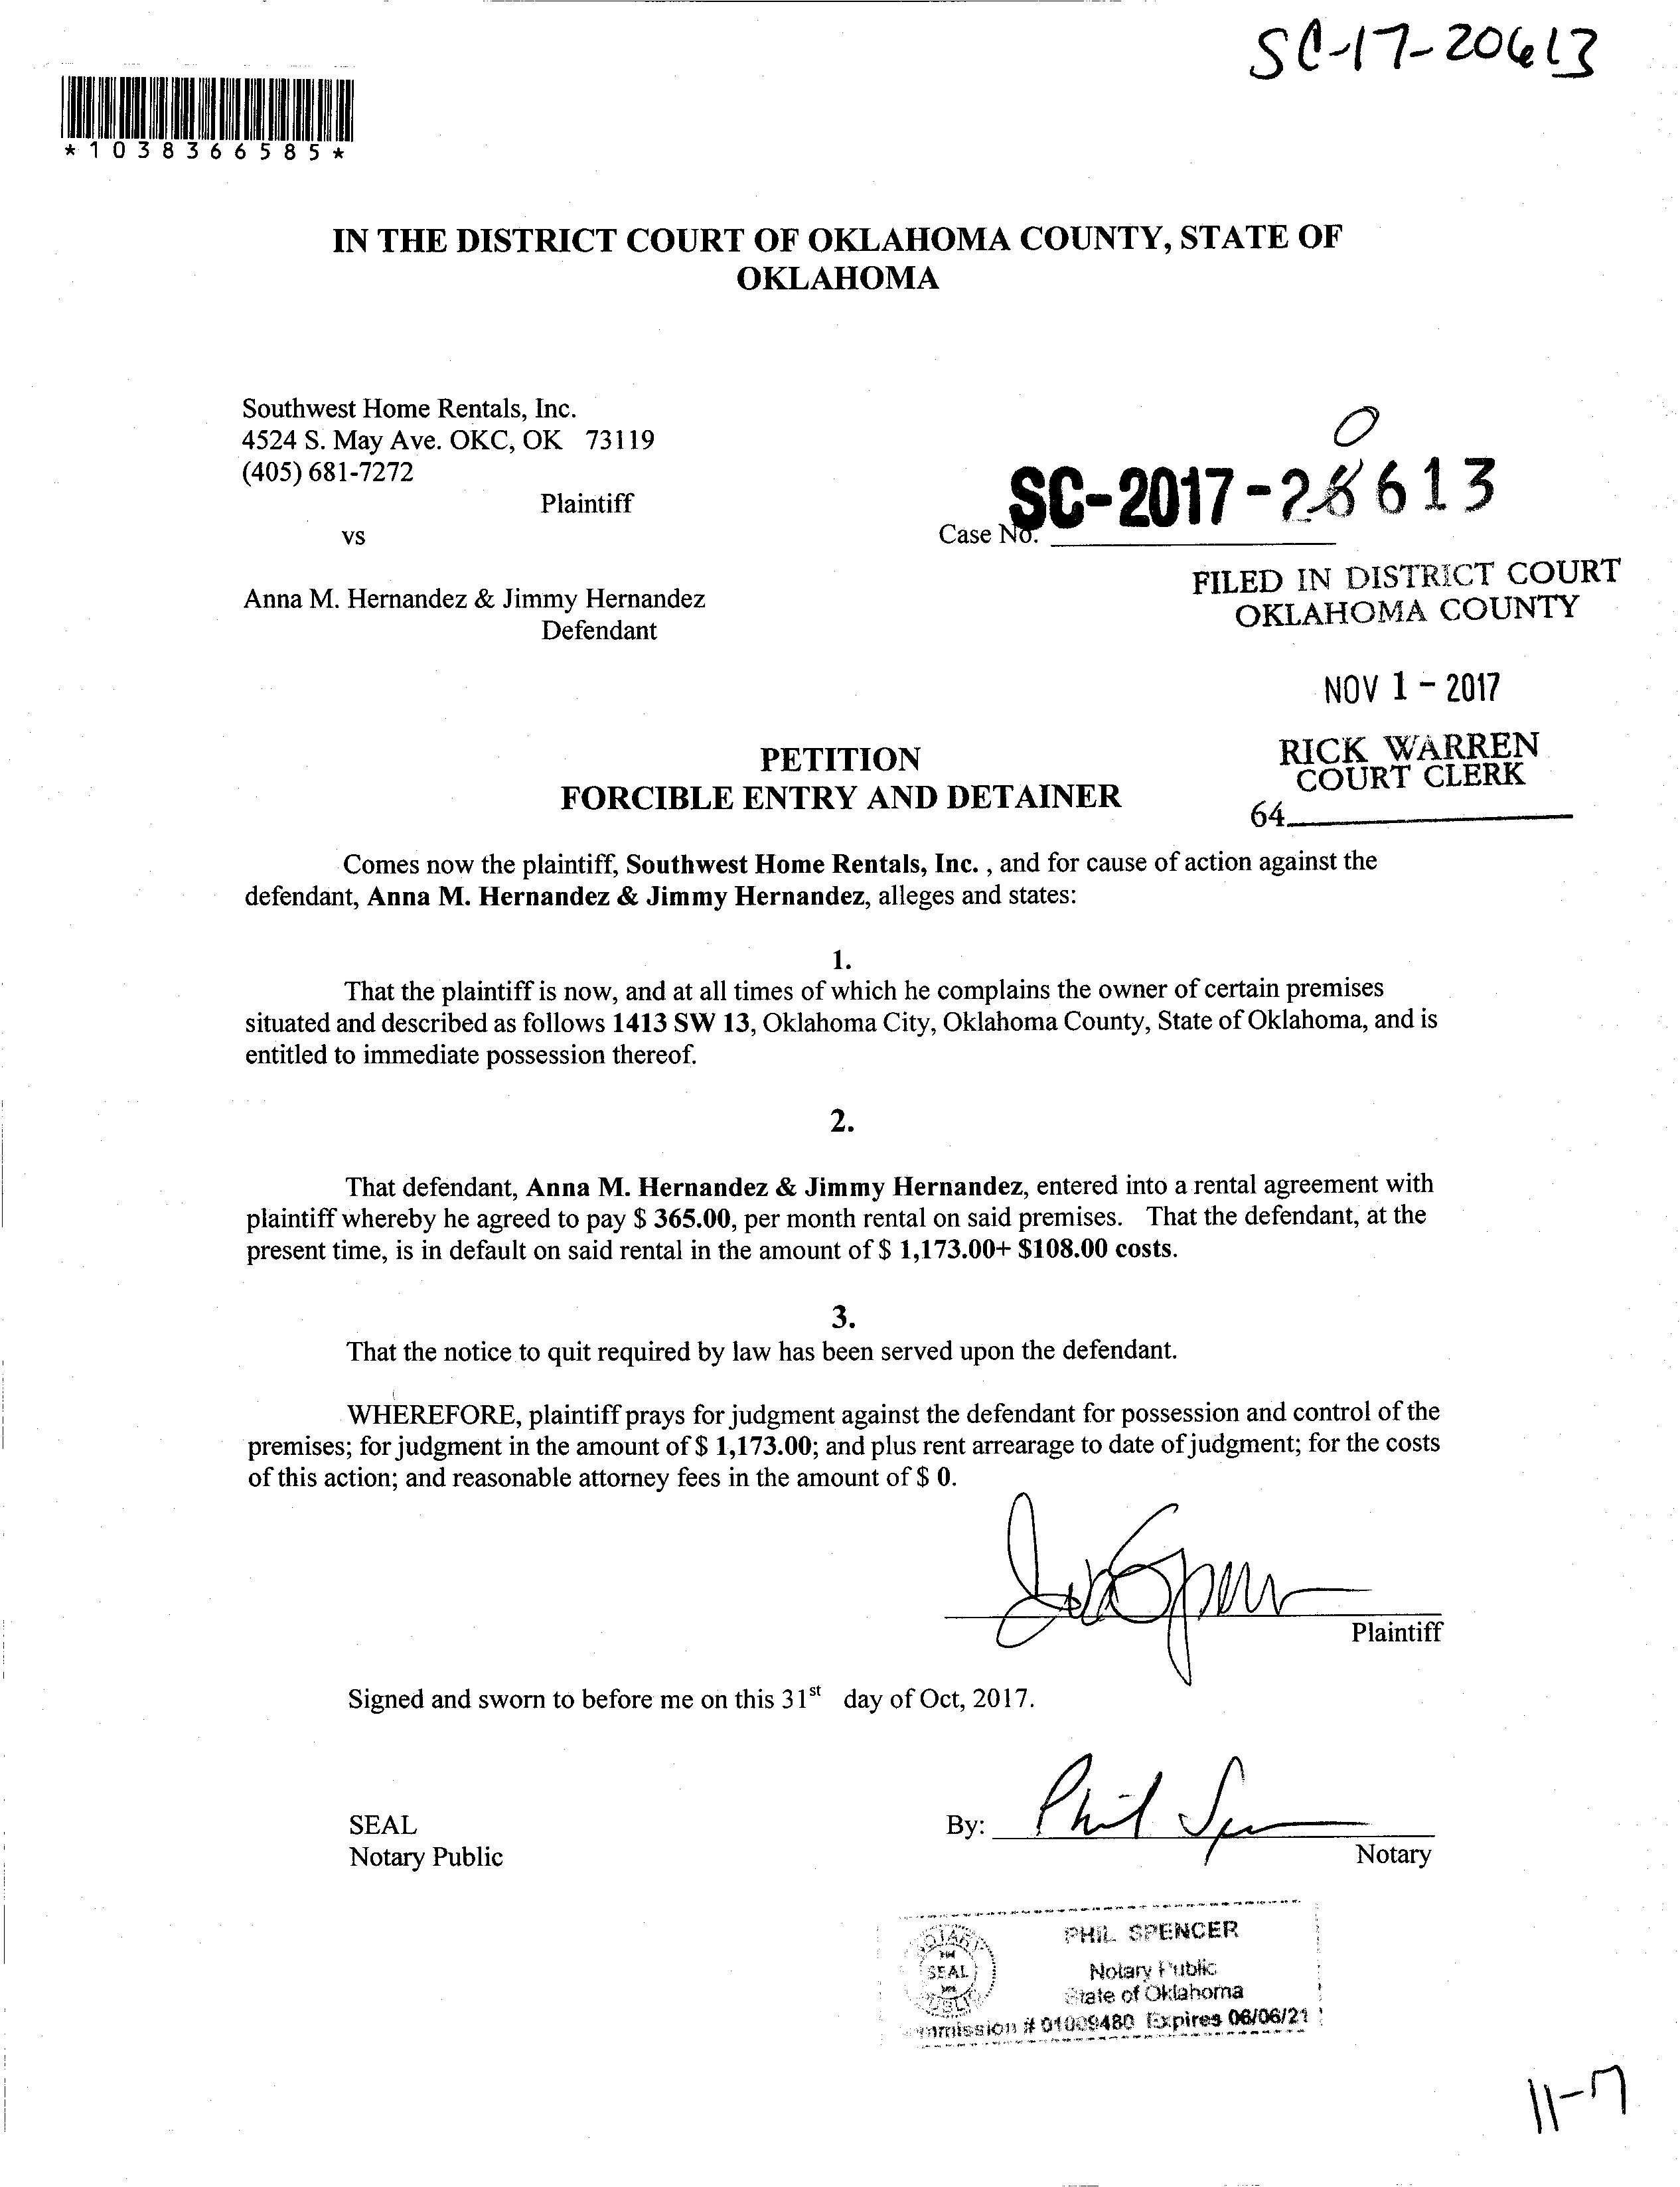 SC-17-20613
*1038366585*
IN THE DISTRICT COURT OF OKLAHOMA COUNTY, STATE OF
OKLAHOMA
Southwest Home Rentals, Inc.
4524 S. May Ave. OKC, OK 73119
(405) 681-7272
Plaintiff
vs
Anna M. Hernandez & Jimmy Hernandez
Defendant
0
Case No. SC-2017-28613
FILED IN DISTRICT COURT
OKLAHOMA COUNTY
NOV 1 - 2017
RICK WARREN
COURT CLERK
64
PETITION
FORCIBLE ENTRY AND DETAINER
Comes now the plaintiff, Southwest Home Rentals, Inc. , and for cause of action against the
defendant, Anna M. Hernandez & Jimmy Hernandez, alleges and states:
1.
That the plaintiff is now, and at all times of which he complains the owner of certain premises
situated and described as follows 1413 SW 13, Oklahoma City, Oklahoma County, State of Oklahoma, and is
entitled to immediate possession thereof.
2.
That defendant, Anna M. Hernandez & Jimmy Hernandez, entered into a rental agreement with
plaintiff whereby he agreed to pay $ 365.00, per month rental on said premises. That the defendant, at the
present time, is in default on said rental in the amount of $ 1,173.00+ $108.00 costs.
3.
That the notice to quit required by law has been served upon the defendant.
WHEREFORE, plaintiff prays for judgment against the defendant for possession and control of the
premises; for judgment in the amount of $ 1,173.00; and plus rent arrearage to date of judgment; for the costs
of this action; and reasonable attorney fees in the amount of $ 0.
Plaintiff
Signed and sworn to before me on this 31st day of Oct, 2017.
SEAL
Notary Public
By: Phil
Notary
NOTARY
SEAL
PUBLIC
PHIL SPENCER
Notary Public
State of Oklahoma
Commission # 01009480 Expires 06/06/21
11-7